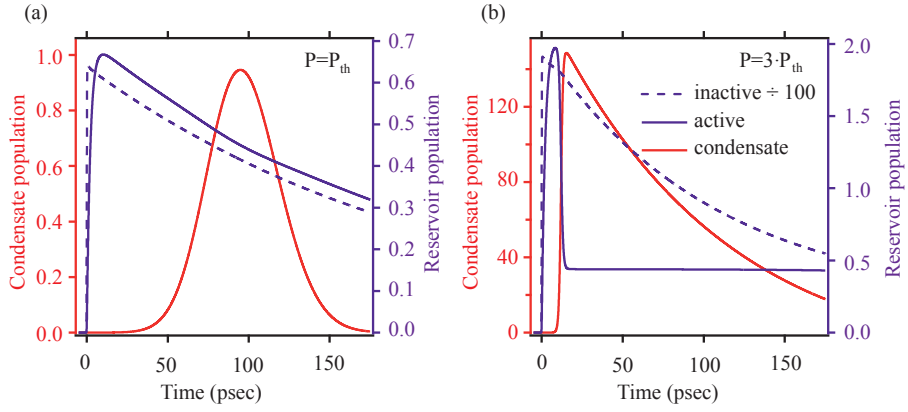 (a)
P=Pth
Condensate population
1.0
0.8
0.6
0.4
0.2
0.0
Reservoir population
0.7
0.6
0.5
0.4
0.3
0.2
0.1
0.0
0 50 100 150
Time (psec)
(b)
P=3·Pth
inactive ÷ 100
active
condensate
Condensate population
120
80
40
0
Reservoir population
2.0
1.5
1.0
0.5
0.0
0 50 100 150
Time (psec)